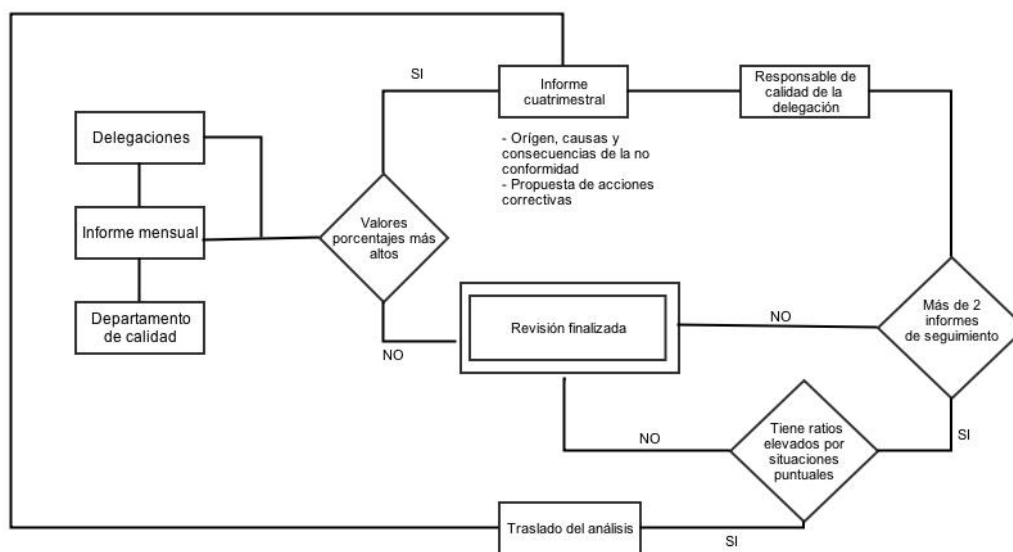 SI
Informe
cuatrimestral
Responsable de
calidad de la
delegación
Delegaciones
- Orígen, causas y
consecuencias de la no
conformidad
- Propuesta de acciones
correctivas
Informe mensual
Valores
porcentajes más
altos
Departamento
de calidad
NO
Revisión finalizada
NO
Más de 2
informes
de seguimiento
SI
Tiene ratios
elevados por
situaciones
puntuales
NO
Traslado del análisis
SI